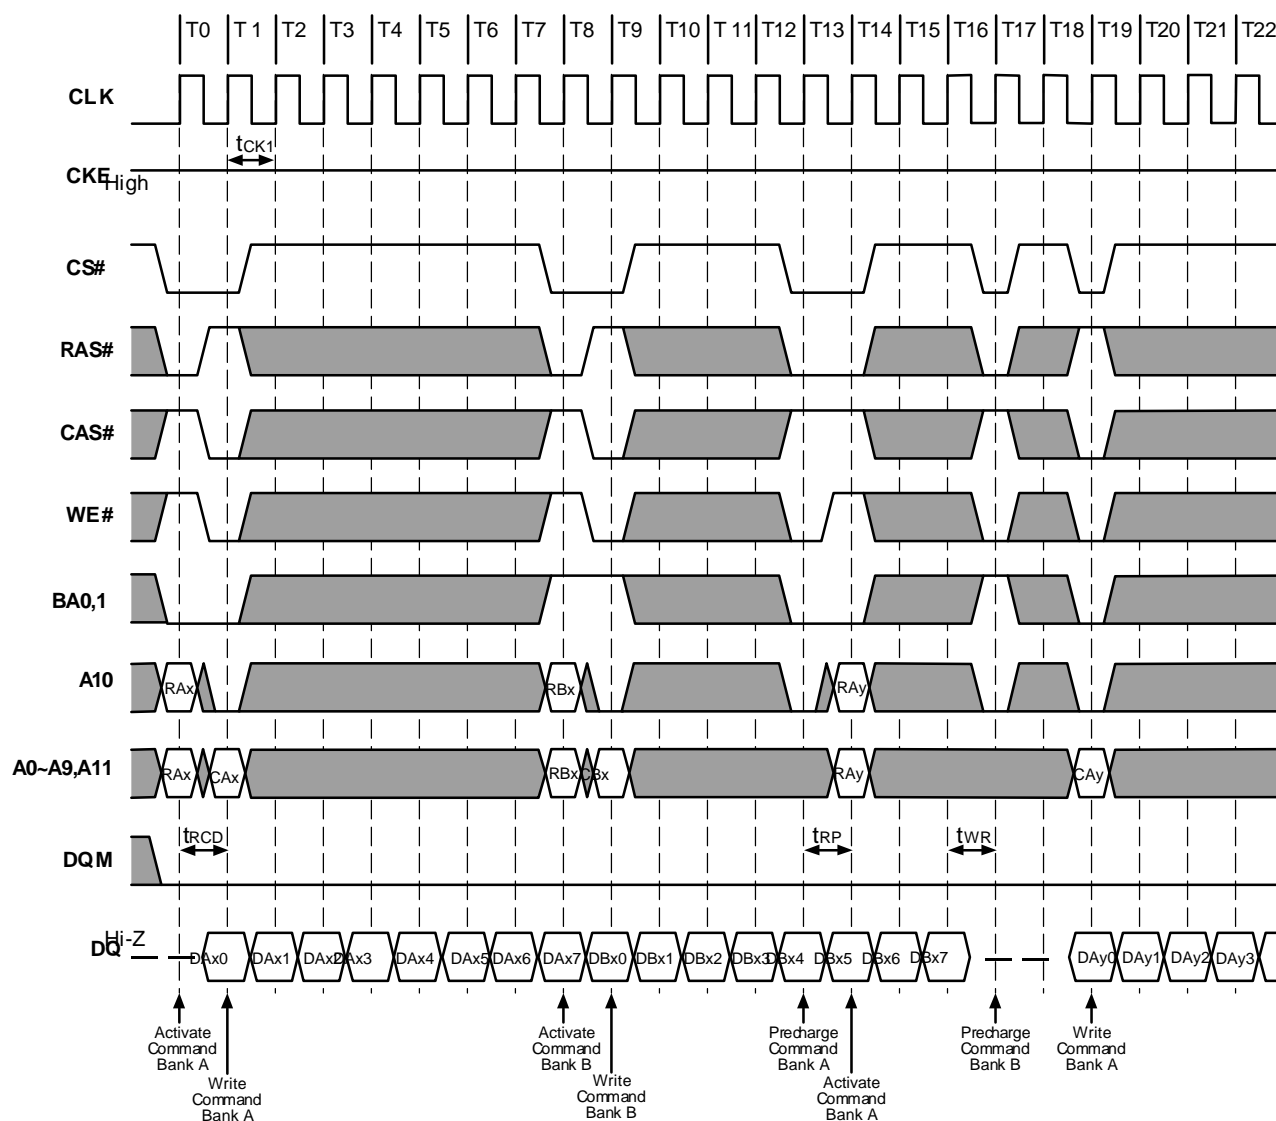 T0 T 1 T2 T3 T4 T5 T6 T7 T8 T9 T10 T 11 T12 T13 T14 T15 T16 T17 T18 T19 T20 T21 T22
CLK
tCK1
CKE High
CS#
RAS#
CAS#
WE#
BA0,1
A10 RAx RBx RAy
A0~A9,A11 RAx CAx RBx CBx RAy CAy
tRCD tRP tWR
DQM
Hi-Z
DQ DAx0 DAx1 DAx2 DAx3 DAx4 DAx5 DAx6 DAx7 DBx0 DBx1 DBx2 DBx3 DBx4 DBx5 DBx6 DBx7 DAy0 DAy1 DAy2 DAy3
Activate Command Bank A
Write Command Bank A
Activate Command Bank B
Write Command Bank B
Precharge Command Bank A
Activate Command Bank A
Precharge Command Bank B
Write Command Bank A